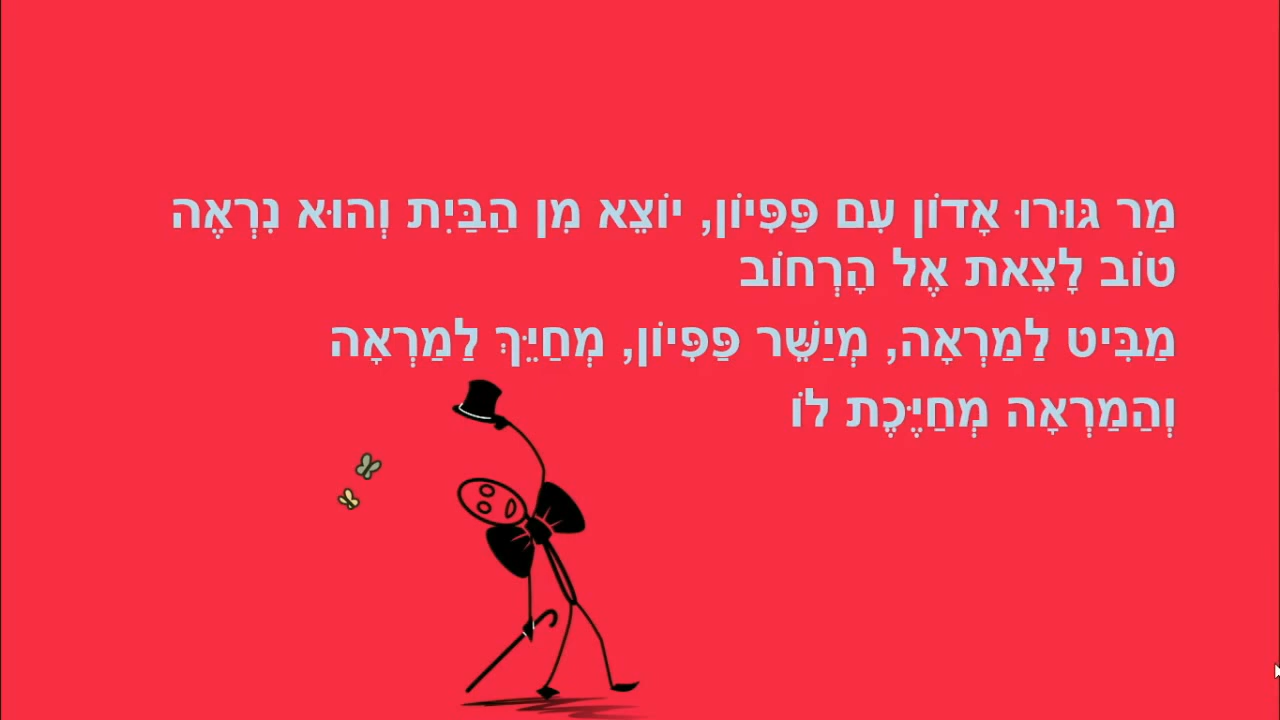 מַר גּוּרוּ אָדוֹן עִם פַּפִּיוֹן, יוֹצֵא מִן הַבַּיִת וְהוּא נִרְאֶה
טוֹב לָצֵאת אֶל הָרְחוֹב
מַבִּיט לַמַרְאָה, מְיַשֵּׁר פַּפִּיוֹן, מְחַיֵּךְ לַמַרְאָה
וְהַמַרְאָה מְחַיֶּכֶת לוֹ